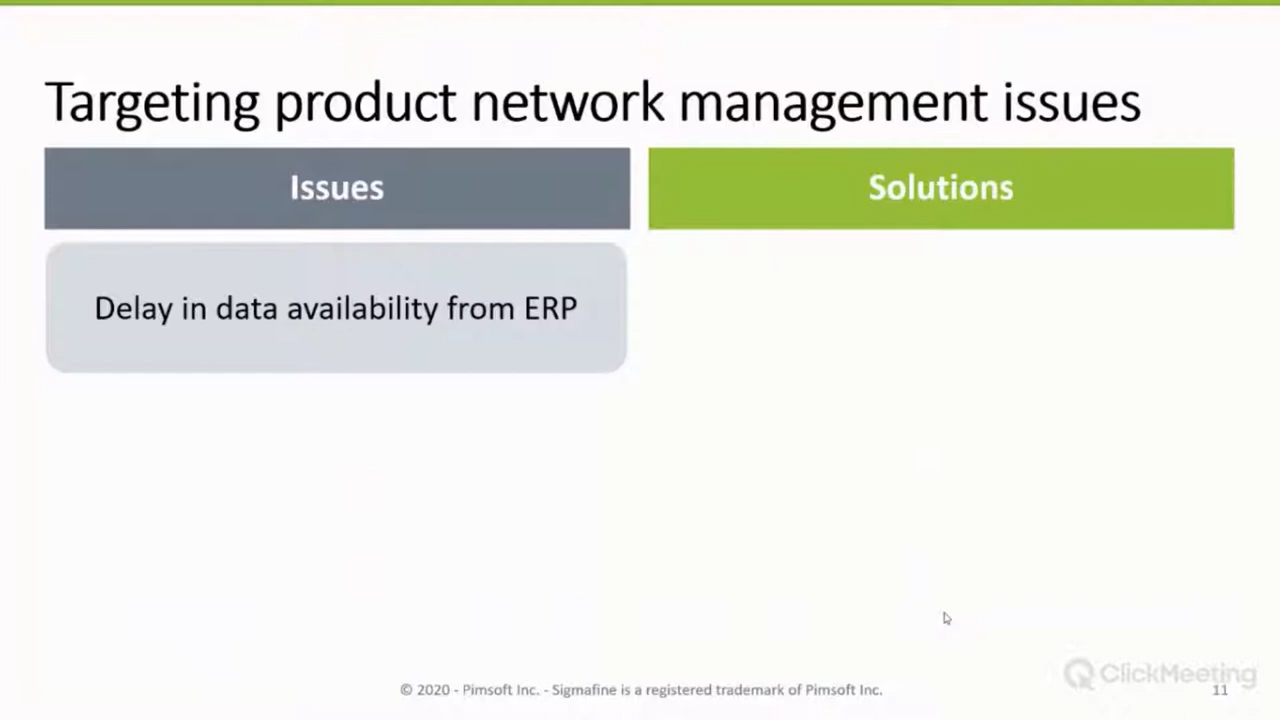 Targeting product network management issues
Issues
Solutions
Delay in data availability from ERP
ClickMeeting
© 2020 - Pimsoft Inc. - Sigmafine is a registered trademark of Pimsoft Inc.
11